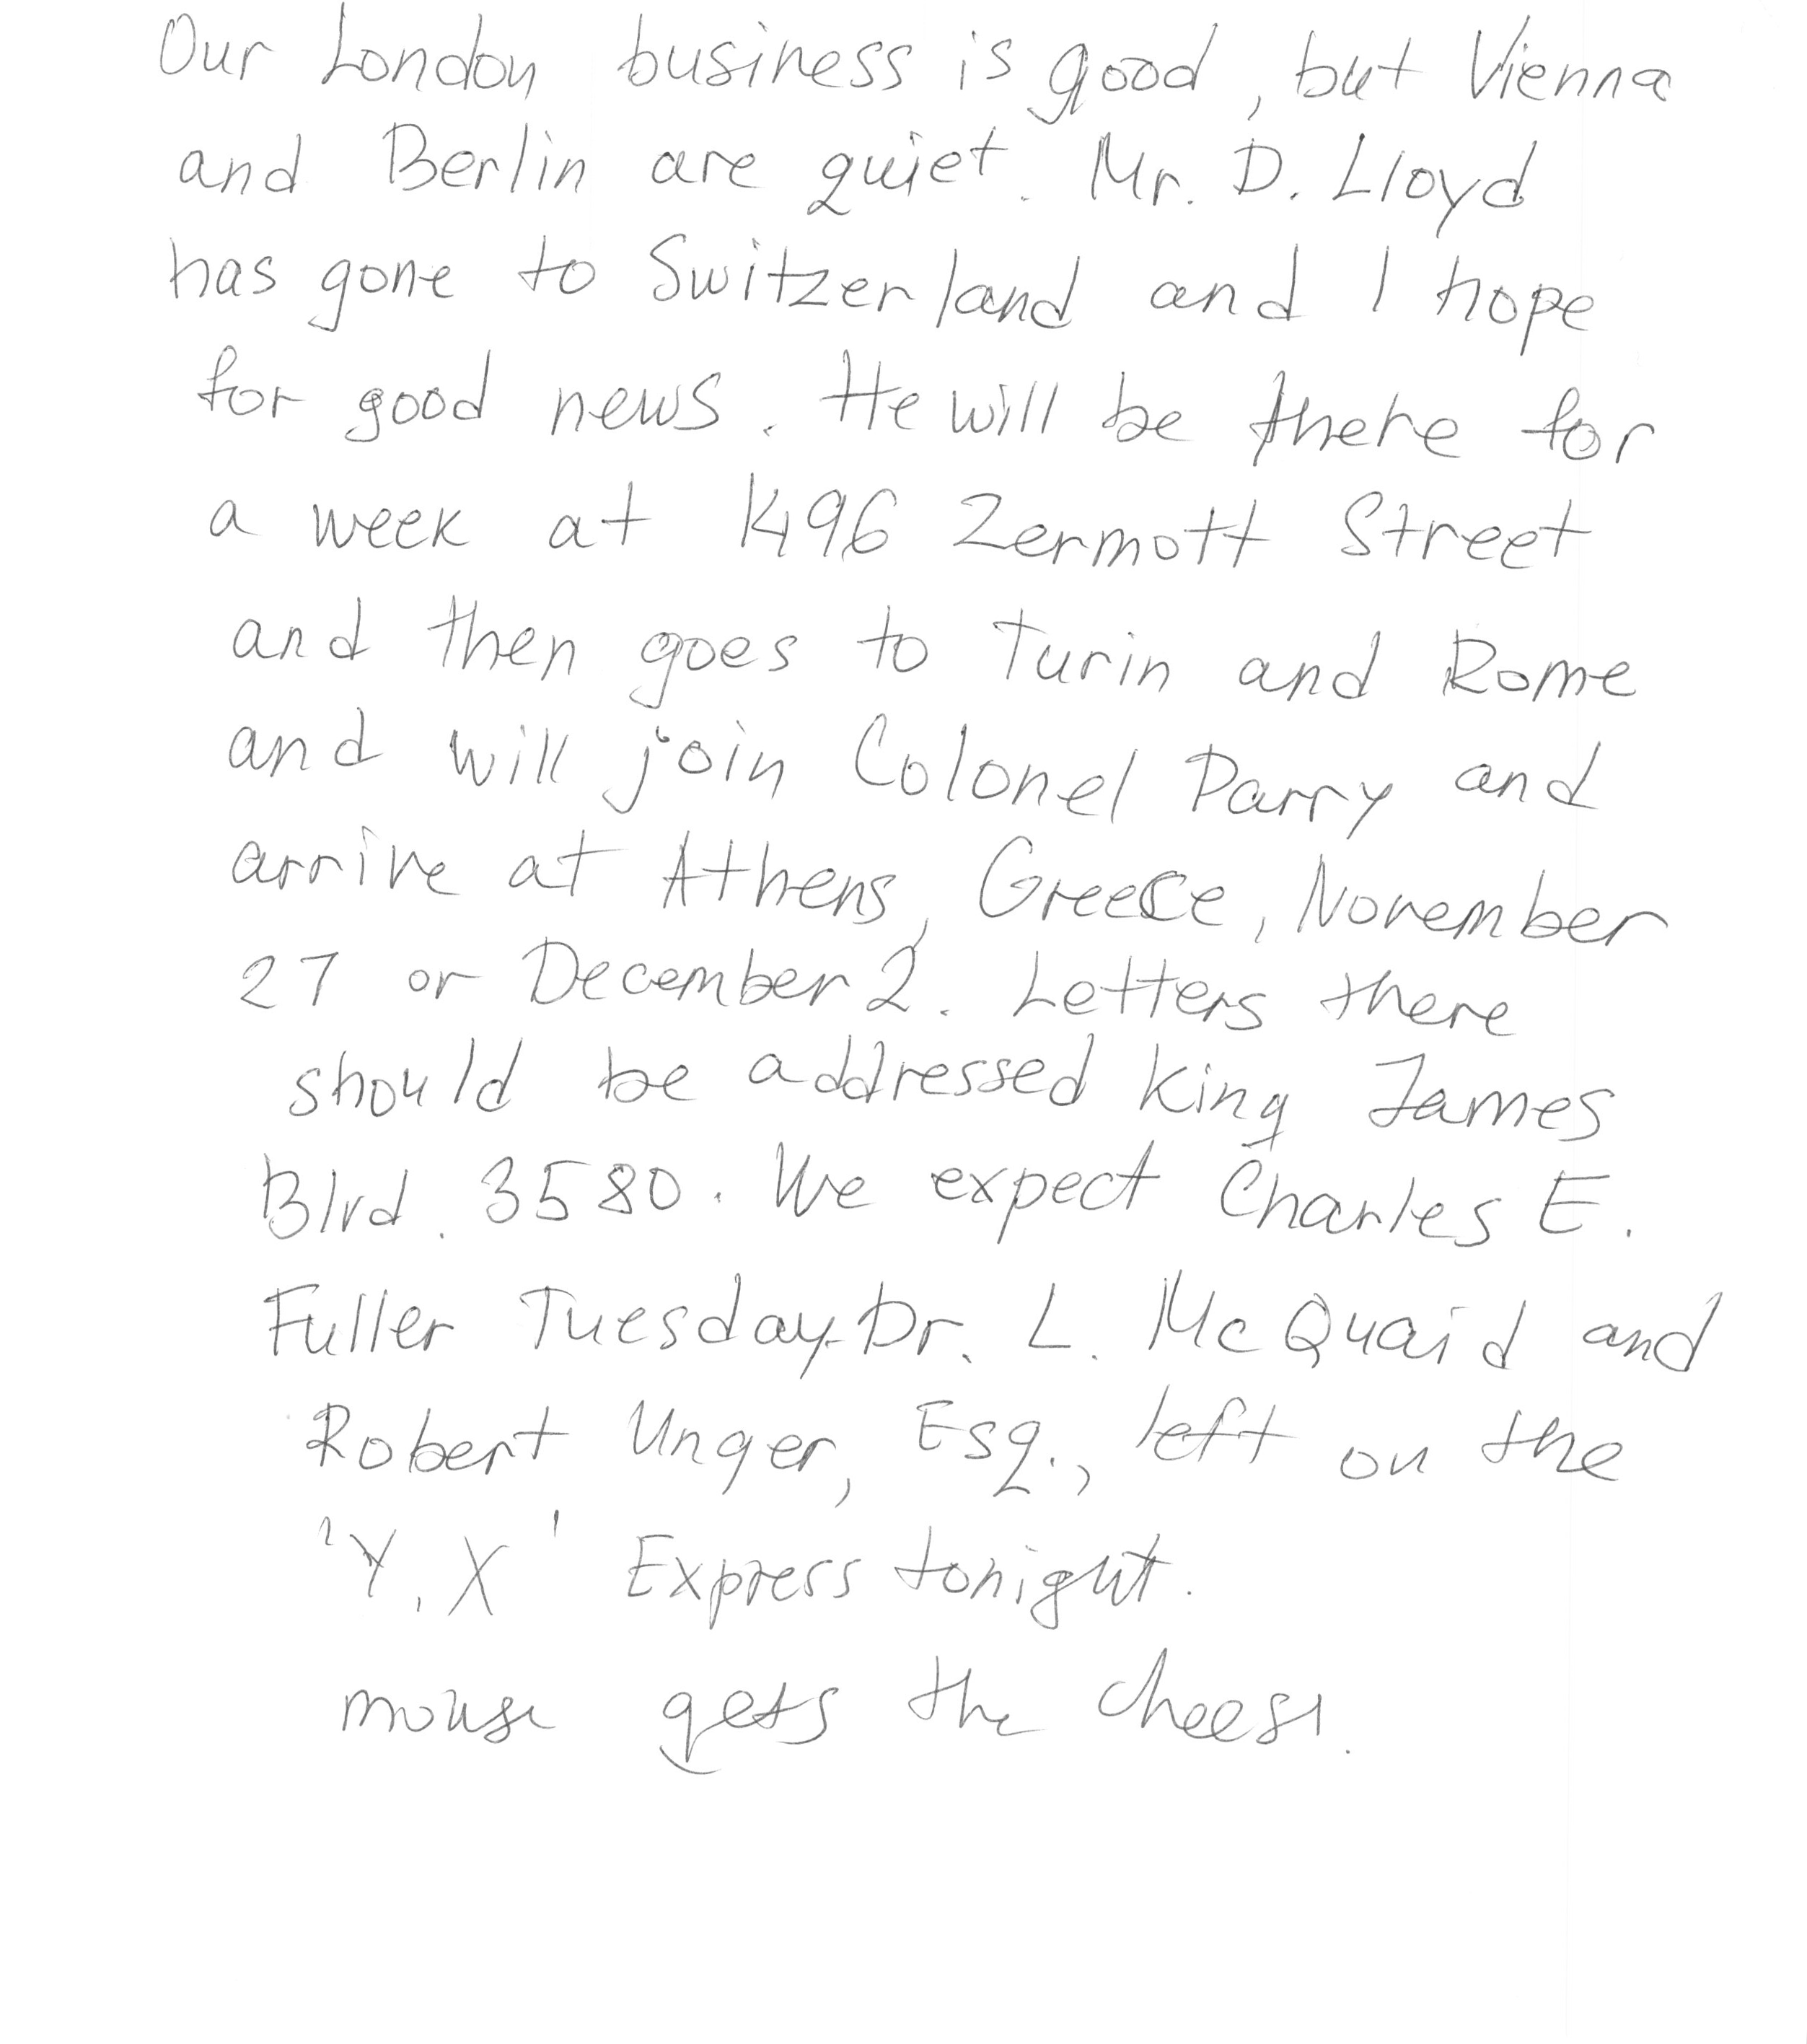 Our London business is good, but Vienna
and Berlin are quiet. Mr. D. Lloyd
has gone to Switzerland and I hope
for good news. He will be there for
a week at 1496 Zermott Street
and then goes to Turin and Rome
and will join Colonel Parry and
arrive at Athens, Greece, November
27 or December 2. Letters there
should be addressed King James
Blvd. 3580. We expect Charles E.
Fuller Tuesday. Dr. L. McQuaid and
Robert Unger, Esq., left on the
'Y, X' Express tonight.
mouse gets the cheese.